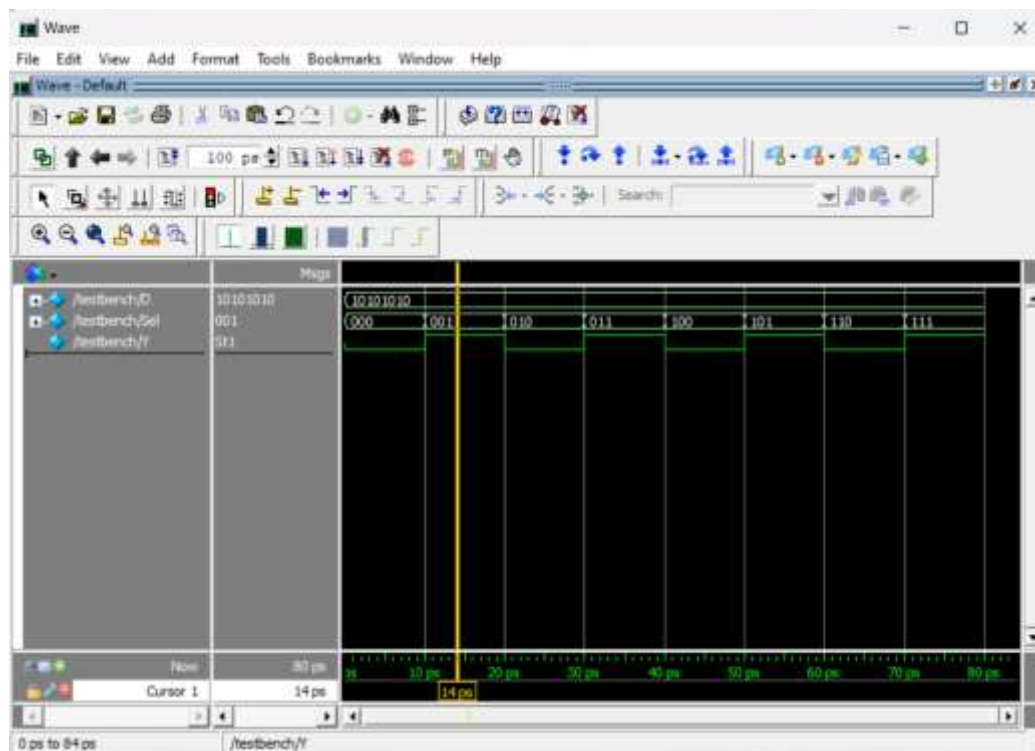 Wave
File Edit View Add Format Tools Bookmarks Window Help
Wave - Default
100 ps
Search:
Msgs
/testbench/D 10101010 10101010
/testbench/Sel 001 000 001 010 011 100 101 110 111
/testbench/Y St1
Now 80 ps ps 10 ps 20 ps 30 ps 40 ps 50 ps 60 ps 70 ps 80 ps
Cursor 1 14 ps 14 ps
0 ps to 84 ps /testbench/Y